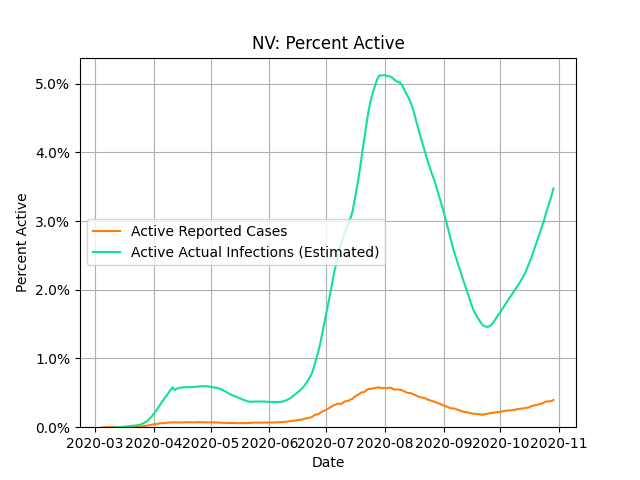 NV: Percent Active
Percent Active
5.0%
4.0%
3.0%
2.0%
1.0%
0.0%
Active Reported Cases
Active Actual Infections (Estimated)
2020-03 2020-04 2020-05 2020-06 2020-07 2020-08 2020-09 2020-10 2020-11
Date